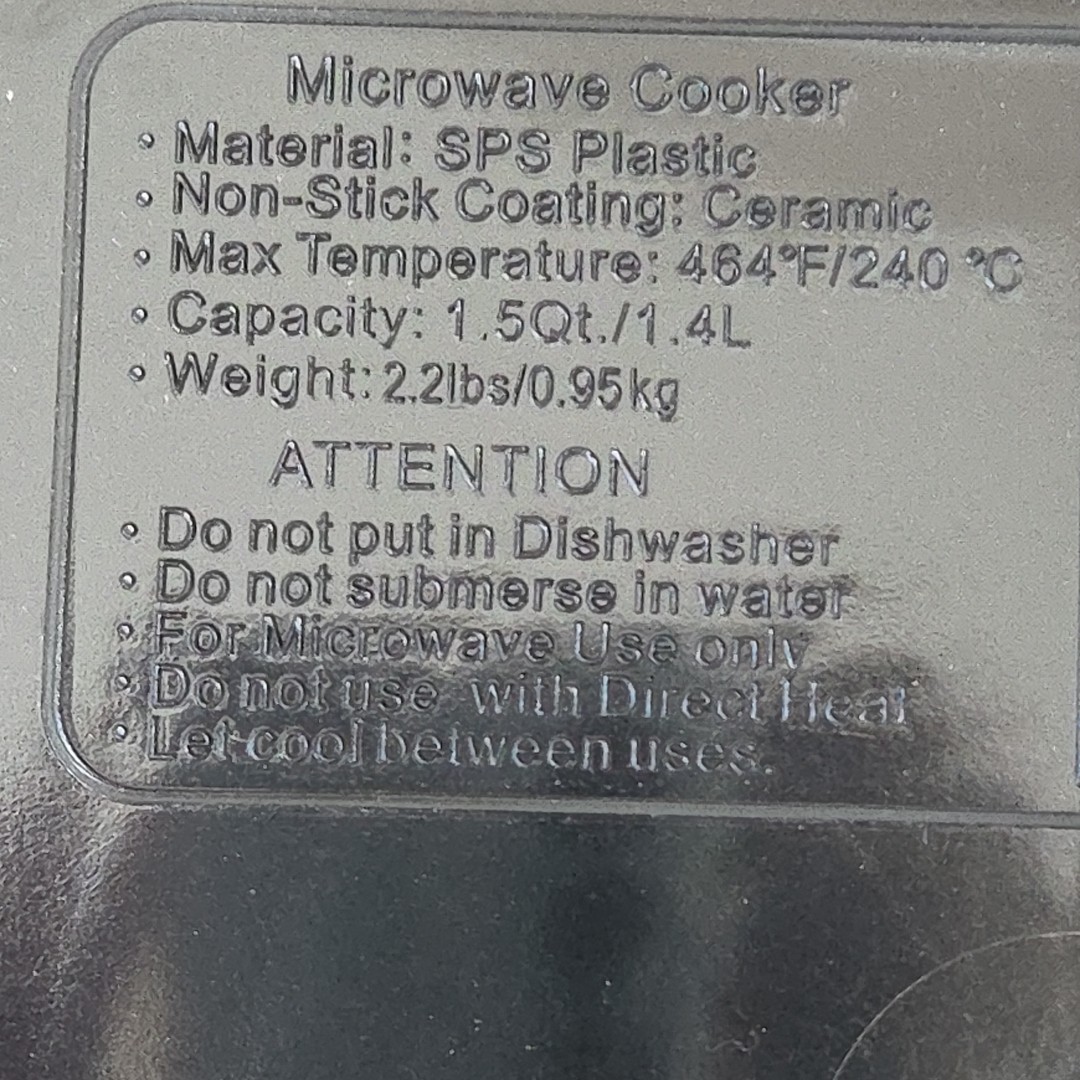 Microwave Cooker
• Material: SPS Plastic
• Non-Stick Coating: Ceramic
• Max Temperature: 464°F/240 °C
• Capacity: 1.5Qt./1.4L
• Weight: 2.2lbs/0.95kg
ATTENTION
• Do not put in Dishwasher
• Do not submerse in water
• For Microwave Use only
• Do not use with Direct Heat
• Let cool between uses.